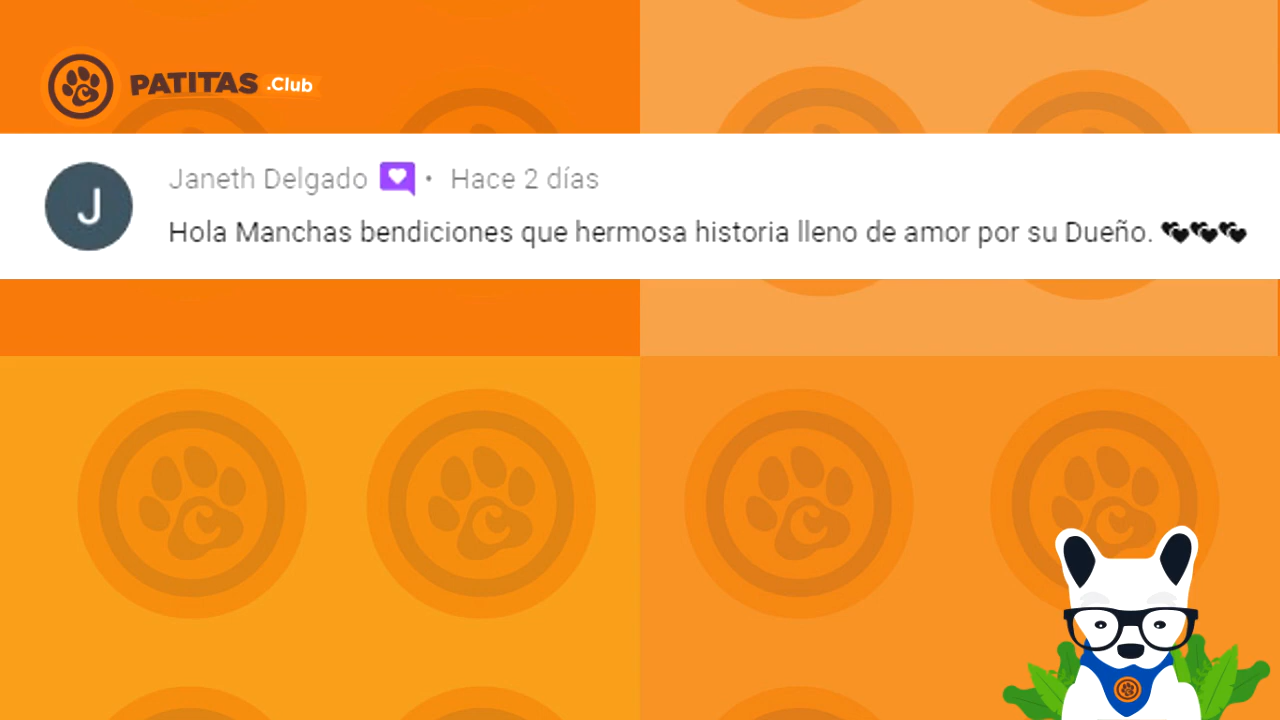 PATITAS .Club
Janeth Delgado • Hace 2 días
J
Hola Manchas bendiciones que hermosa historia lleno de amor por su Dueño. 💕💕💕